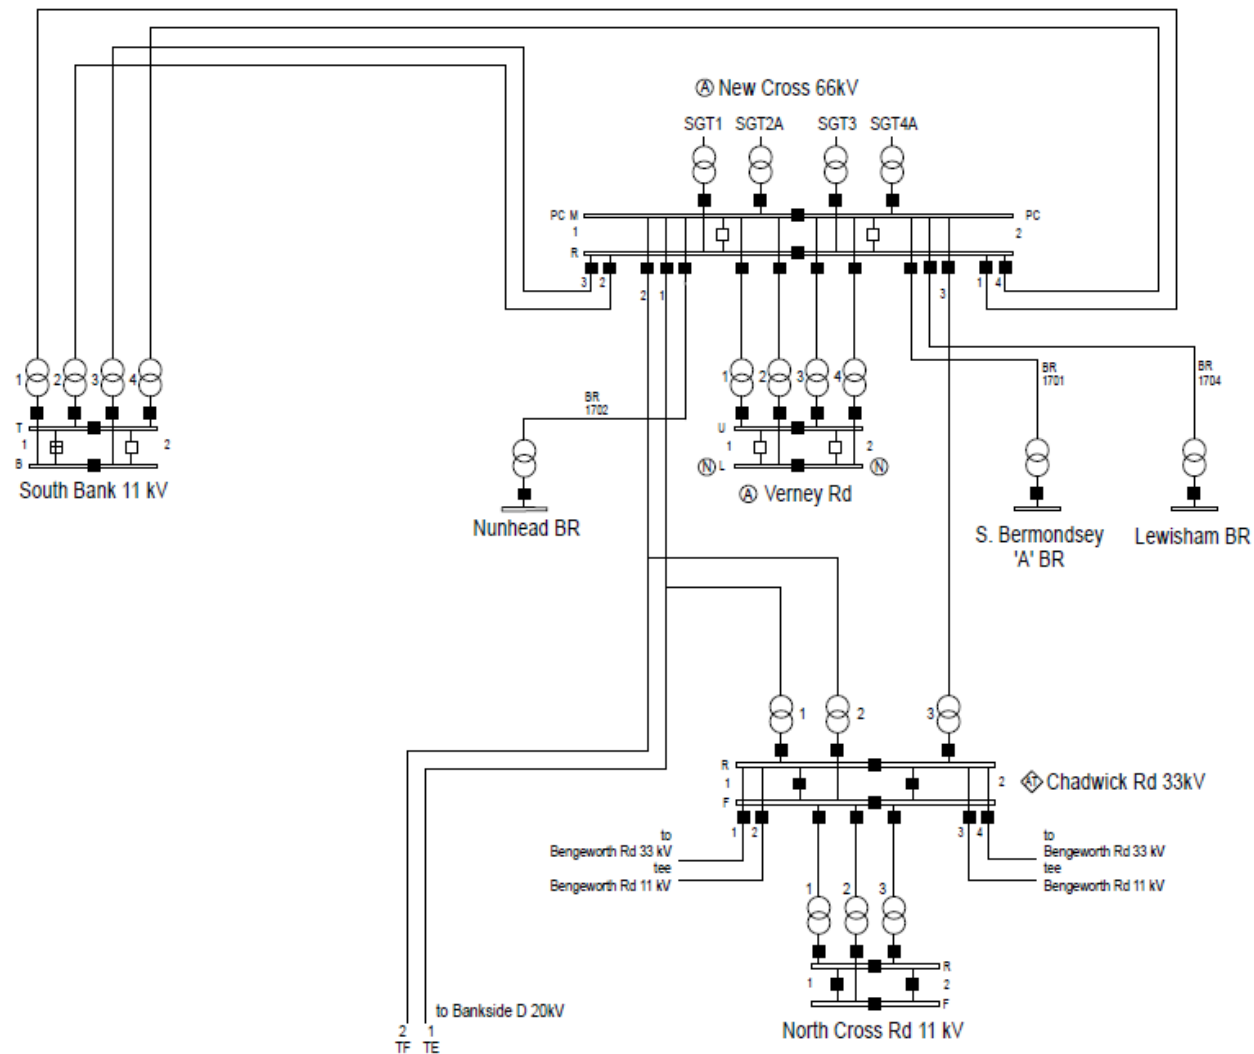 Ⓐ New Cross 66kV
SGT1 SGT2A SGT3 SGT4A
PC M PC
1 2
R
3 2 2 1 3 1 4
1 2 3 4
1 2 3 4
BR
1701
BR
1704
BR
1702
T
1 2
B
South Bank 11 kV
U
1 2
Ⓝ L Ⓝ
Ⓐ Verney Rd
Nunhead BR
S. Bermondsey
'A' BR
Lewisham BR
1 2 3
R
1 2
F
AT Chadwick Rd 33kV
1 2 3 4
to
Bengeworth Rd 33 kV
tee
Bengeworth Rd 11 kV
to
Bengeworth Rd 33 kV
tee
Bengeworth Rd 11 kV
1 2 3
R
1 2
F
North Cross Rd 11 kV
to Bankside D 20kV
2 1
TF TE